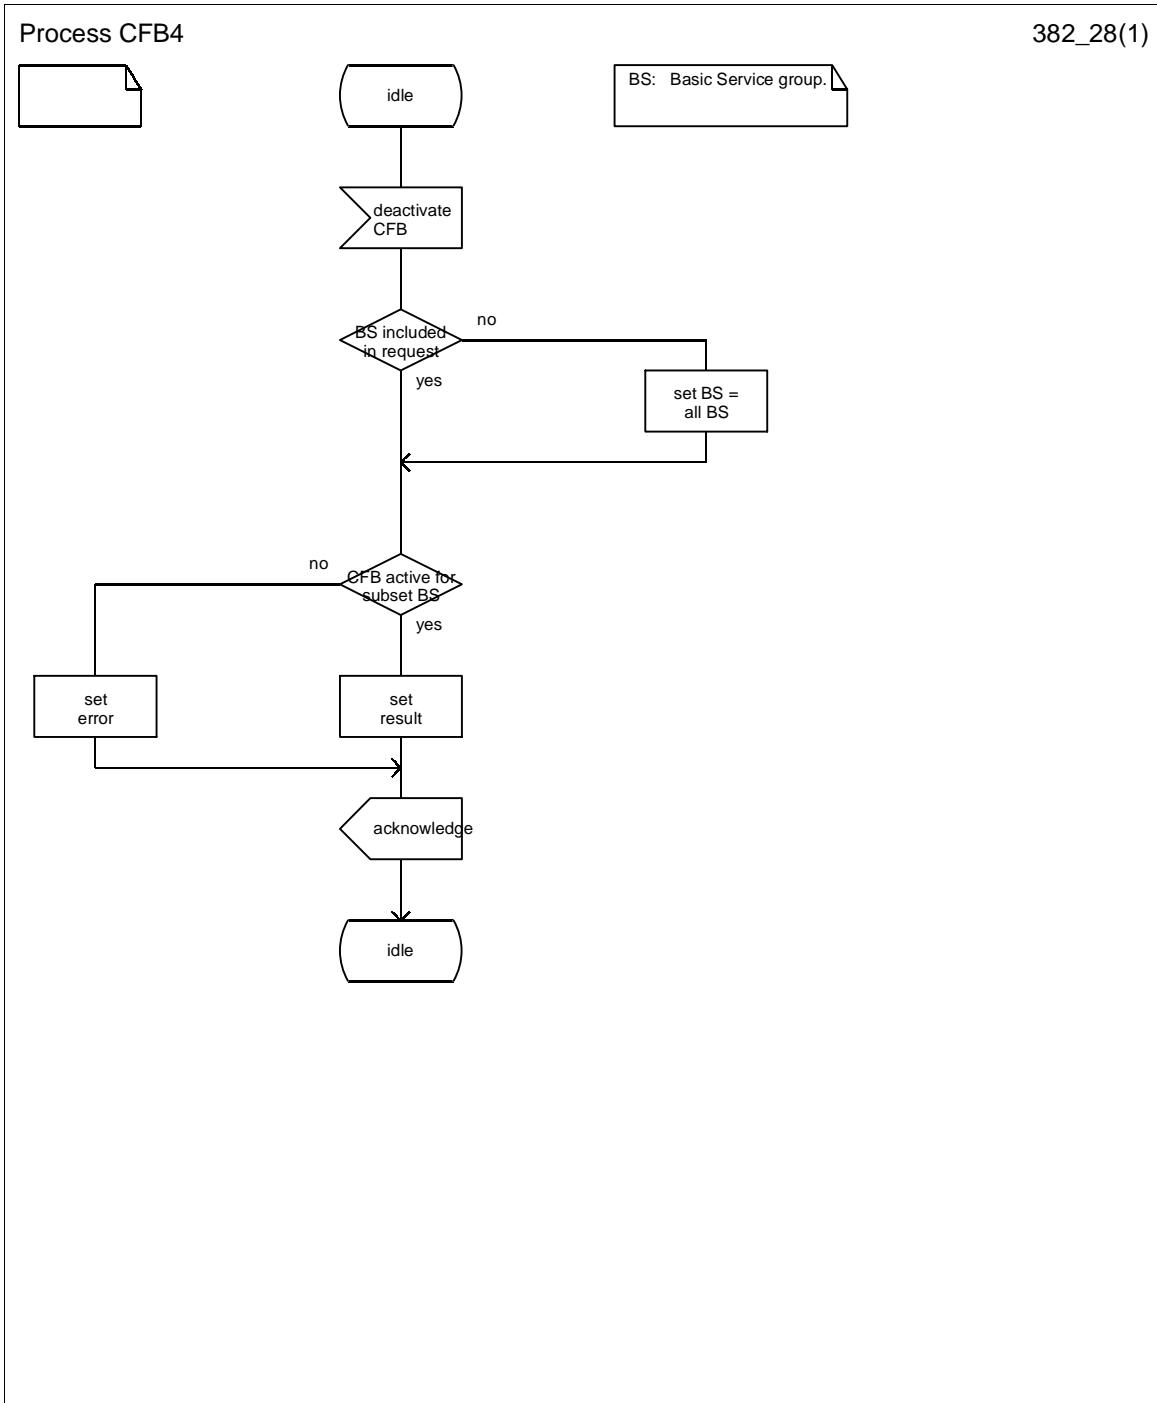 Process CFB4
382_28(1)
idle
BS: Basic Service group.
deactivate
CFB
BS included
in request
no
yes
set BS =
all BS
no
CFB active for
subset BS
yes
set
error
set
result
acknowledge
idle